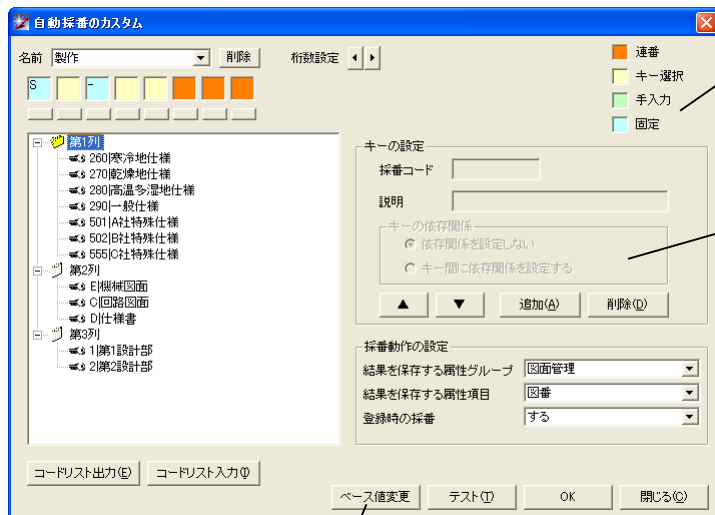 自動採番のカスタム
名前 製作 削除 桁数設定
連番
キー選択
手入力
固定
S -
第1列
260|寒冷地仕様
270|乾燥地仕様
280|高温多湿地仕様
290|一般仕様
501|A社特殊仕様
502|B社特殊仕様
555|C社特殊仕様
第2列
E|機械図面
C|回路図面
D|仕様書
第3列
1|第1設計部
2|第2設計部
キーの設定
採番コード
説明
キーの依存関係
依存関係を設定しない
キー間に依存関係を設定する
▲ ▼ 追加(A) 削除(D)
採番動作の設定
結果を保存する属性グループ 図面管理
結果を保存する属性項目 図番
登録時の採番 する
コードリスト出力(E) コードリスト入力(I)
ベース値変更 テスト(T) OK 閉じる(C)